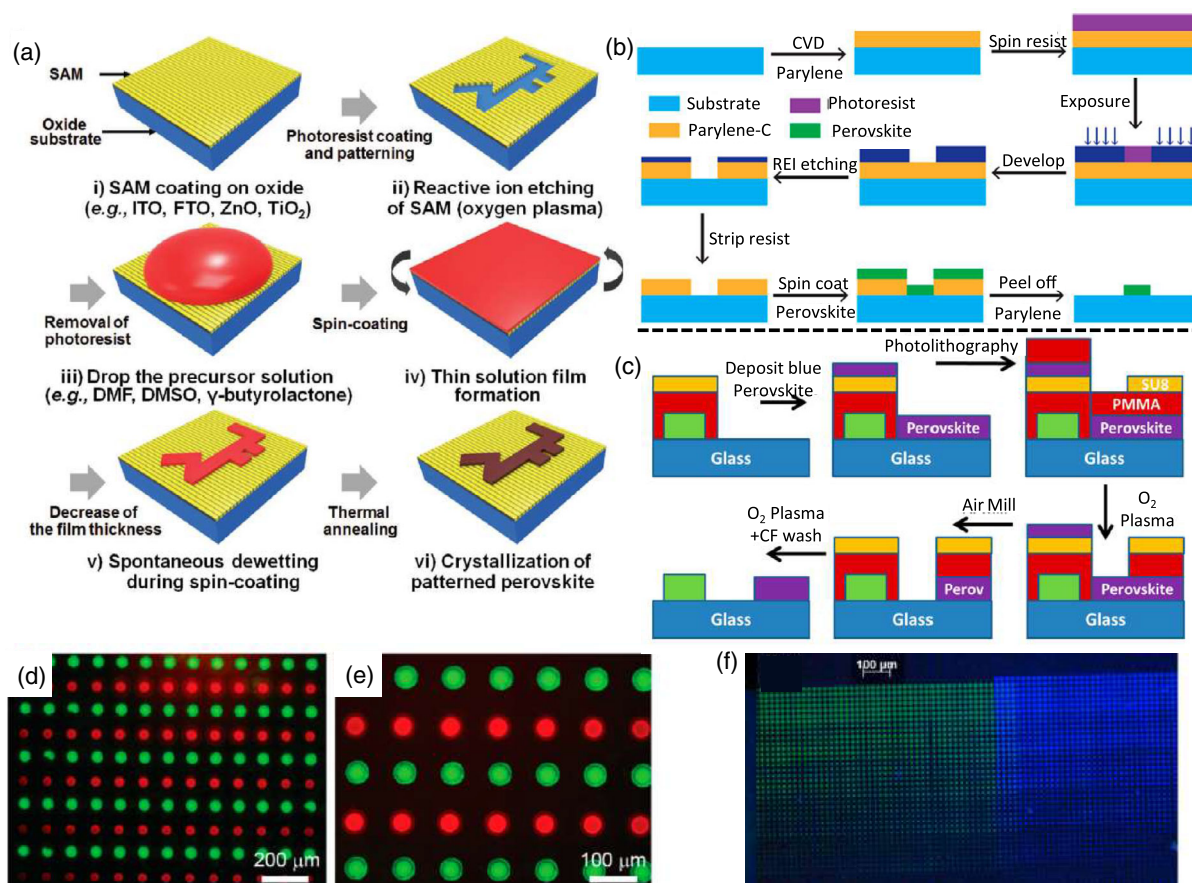 (a)
SAM
Oxide
substrate
Photoresist coating
and patterning
i) SAM coating on oxide
(e.g., ITO, FTO, ZnO, TiO2)
ii) Reactive ion etching
of SAM (oxygen plasma)
Removal of
photoresist
Spin-coating
iii) Drop the precursor solution
(e.g., DMF, DMSO, γ-butyrolactone)
iv) Thin solution film
formation
Decrease of
the film thickness
Thermal
annealing
v) Spontaneous dewetting
during spin-coating
vi) Crystallization of
patterned perovskite
(b)
CVD
Parylene
Spin resist
Substrate
Photoresist
Parylene-C
Perovskite
Exposure
REI etching
Develop
Strip resist
Spin coat
Perovskite
Peel off
Parylene
(c)
Deposit blue
Perovskite
Photolithography
SU8
PMMA
Perovskite
Perovskite
Glass
Glass
Glass
O2
Plasma
Air Mill
O2 Plasma
+CF wash
Perov
Perovskite
Glass
Glass
Glass
(d)
200 μm
(e)
100 μm
(f)
100 μm